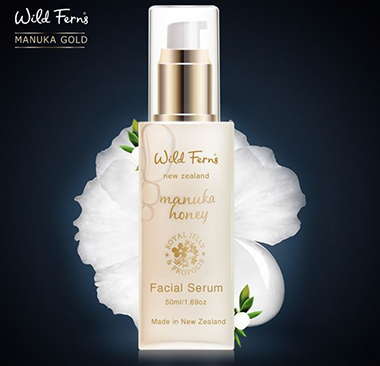 Wild Ferns®
MANUKA GOLD
Wild Ferns
new zealand
manuka
honey
ROYAL JELLY
& PROPOLIS
Facial Serum
50ml/1.69oz
Made in New Zealand